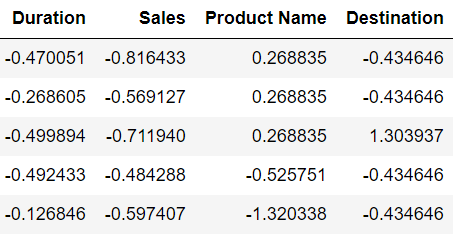 Duration Sales Product Name Destination
-0.470051 -0.816433 0.268835 -0.434646
-0.268605 -0.569127 0.268835 -0.434646
-0.499894 -0.711940 0.268835 1.303937
-0.492433 -0.484288 -0.525751 -0.434646
-0.126846 -0.597407 -1.320338 -0.434646